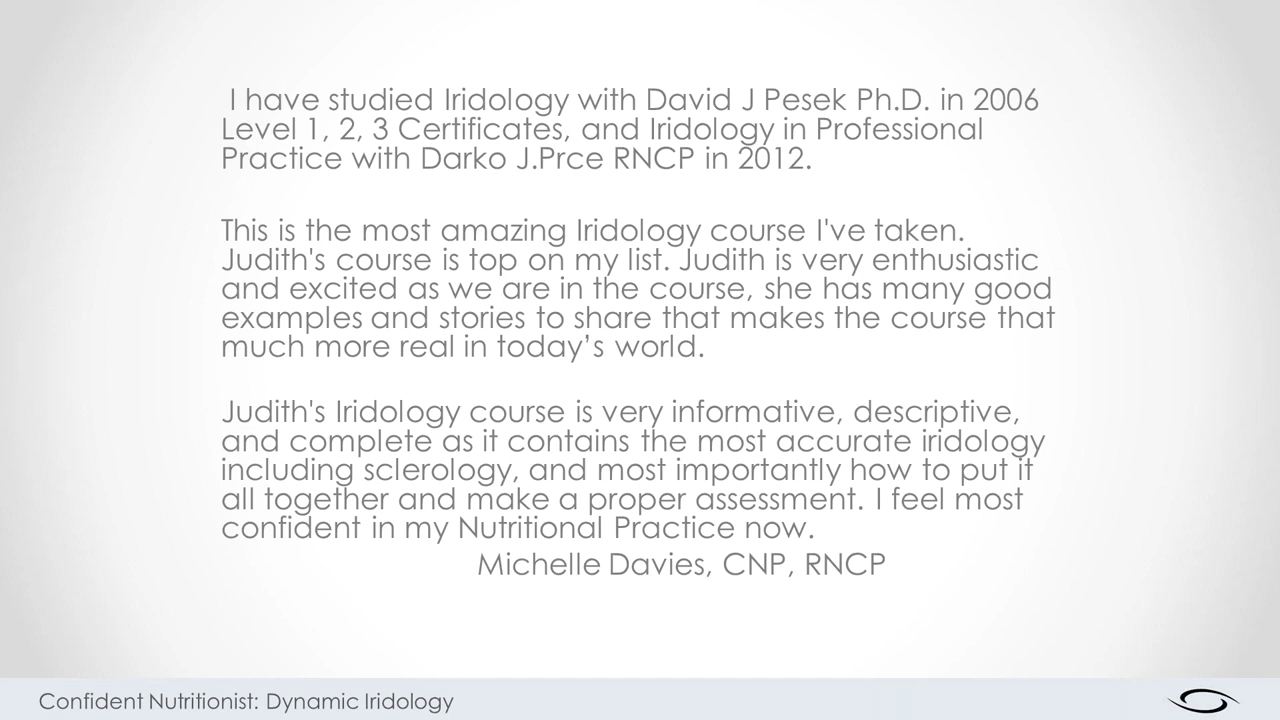 I have studied Iridology with David J Pesek Ph.D. in 2006
Level 1, 2, 3 Certificates, and Iridology in Professional
Practice with Darko J.Prce RNCP in 2012.
This is the most amazing Iridology course I've taken.
Judith's course is top on my list. Judith is very enthusiastic
and excited as we are in the course, she has many good
examples and stories to share that makes the course that
much more real in today’s world.
Judith's Iridology course is very informative, descriptive,
and complete as it contains the most accurate iridology
including sclerology, and most importantly how to put it
all together and make a proper assessment. I feel most
confident in my Nutritional Practice now.
Michelle Davies, CNP, RNCP
Confident Nutritionist: Dynamic Iridology